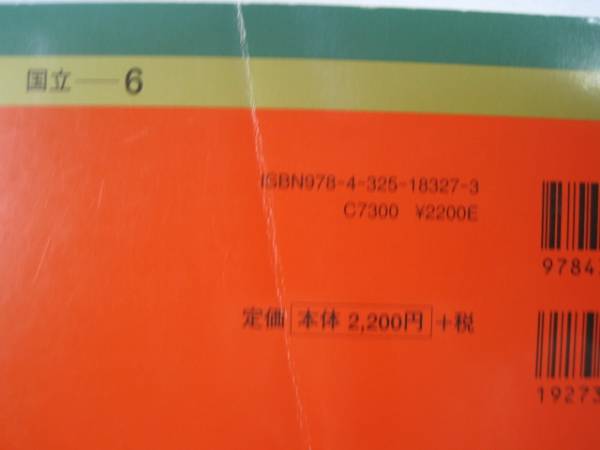 国立──6
ISBN978-4-325-18327-3
C7300 ¥2200E
9784
定価 本体 2,200円 +税
19273